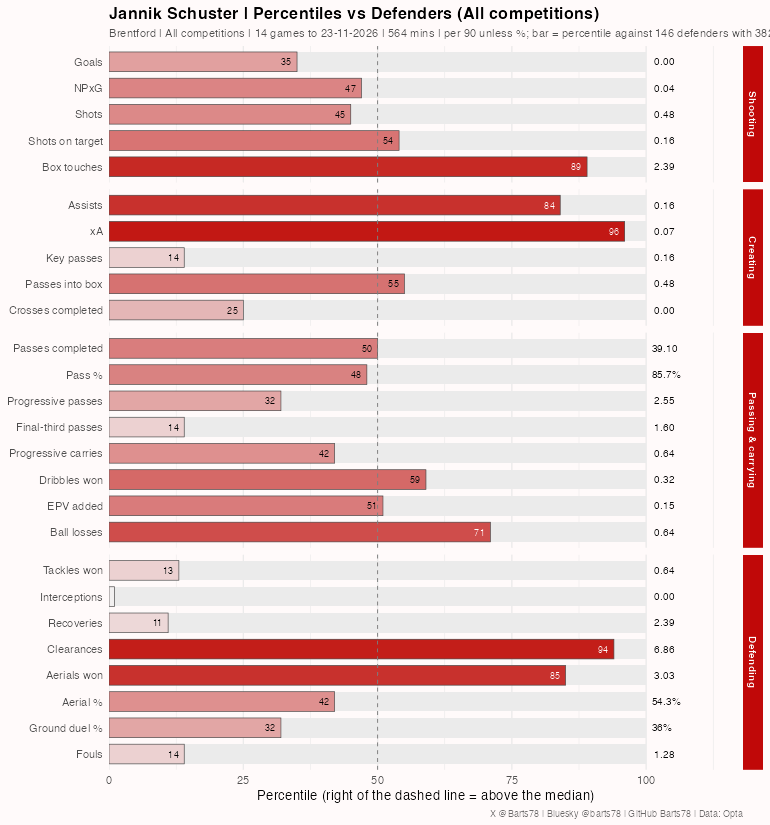 Jannik Schuster | Percentiles vs Defenders (All competitions)
Brentford | All competitions | 14 games to 23-11-2026 | 564 mins | per 90 unless %; bar = percentile against 146 defenders with 382
Goals 35 0.00
NPxG 47 0.04
Shots 45 0.48
Shots on target 54 0.16
Box touches 89 2.39
Shooting
Assists 84 0.16
xA 96 0.07
Key passes 14 0.16
Passes into box 55 0.48
Crosses completed 25 0.00
Creating
Passes completed 50 39.10
Pass % 48 85.7%
Progressive passes 32 2.55
Final-third passes 14 1.60
Progressive carries 42 0.64
Dribbles won 59 0.32
EPV added 51 0.15
Ball losses 71 0.64
Passing & carrying
Tackles won 13 0.64
Interceptions 0.00
Recoveries 11 2.39
Clearances 94 6.86
Aerials won 85 3.03
Aerial % 42 54.3%
Ground duel % 32 36%
Fouls 14 1.28
Defending
0 25 50 75 100
Percentile (right of the dashed line = above the median)
X @Barts78 | Bluesky @barts78 | GitHub Barts78 | Data: Opta